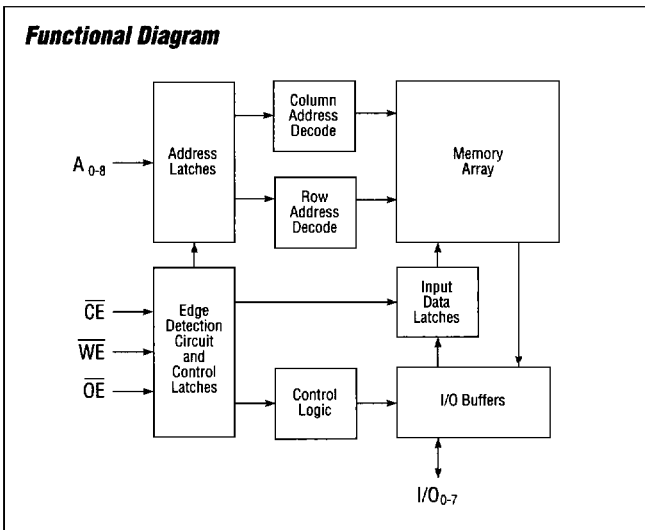 Functional Diagram
Column
Address
Decode
Address
Latches
Memory
Array
A 0-8
Row
Address
Decode
Input
Data
Latches
CE
WE
OE
Edge
Detection
Circuit
and
Control
Latches
Control
Logic
I/O Buffers
I/O0-7